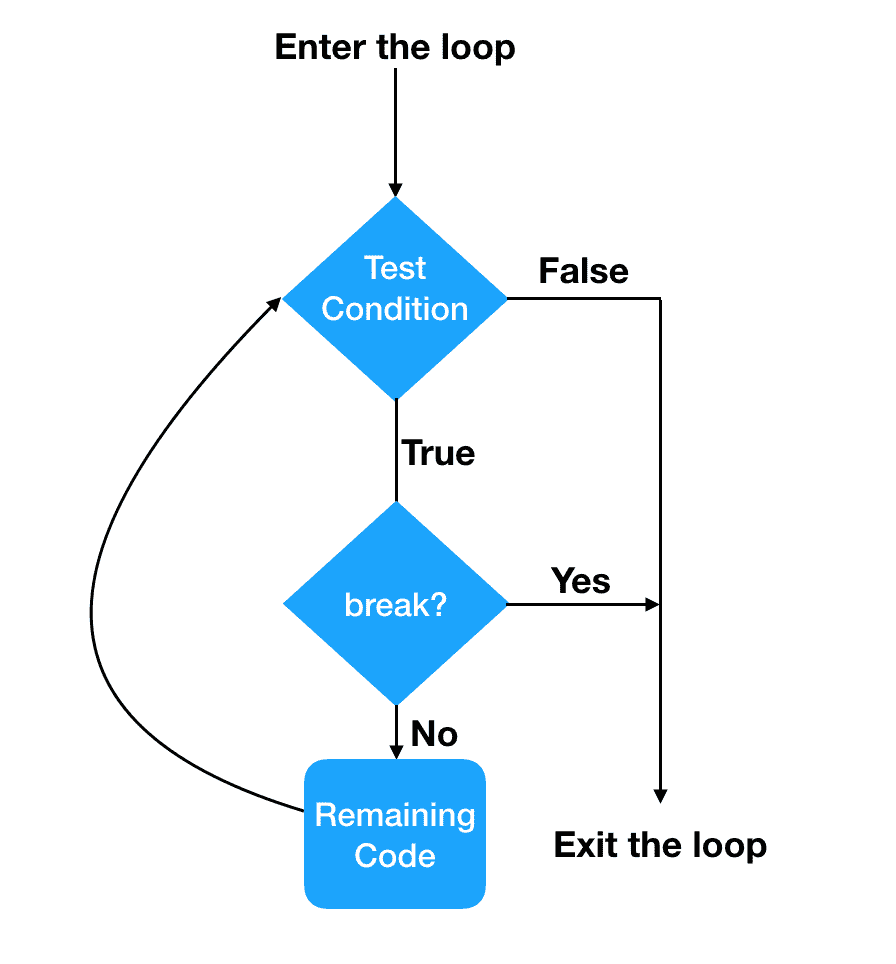 Enter the loop
Test
Condition
False
True
break?
Yes
No
Remaining
Code
Exit the loop